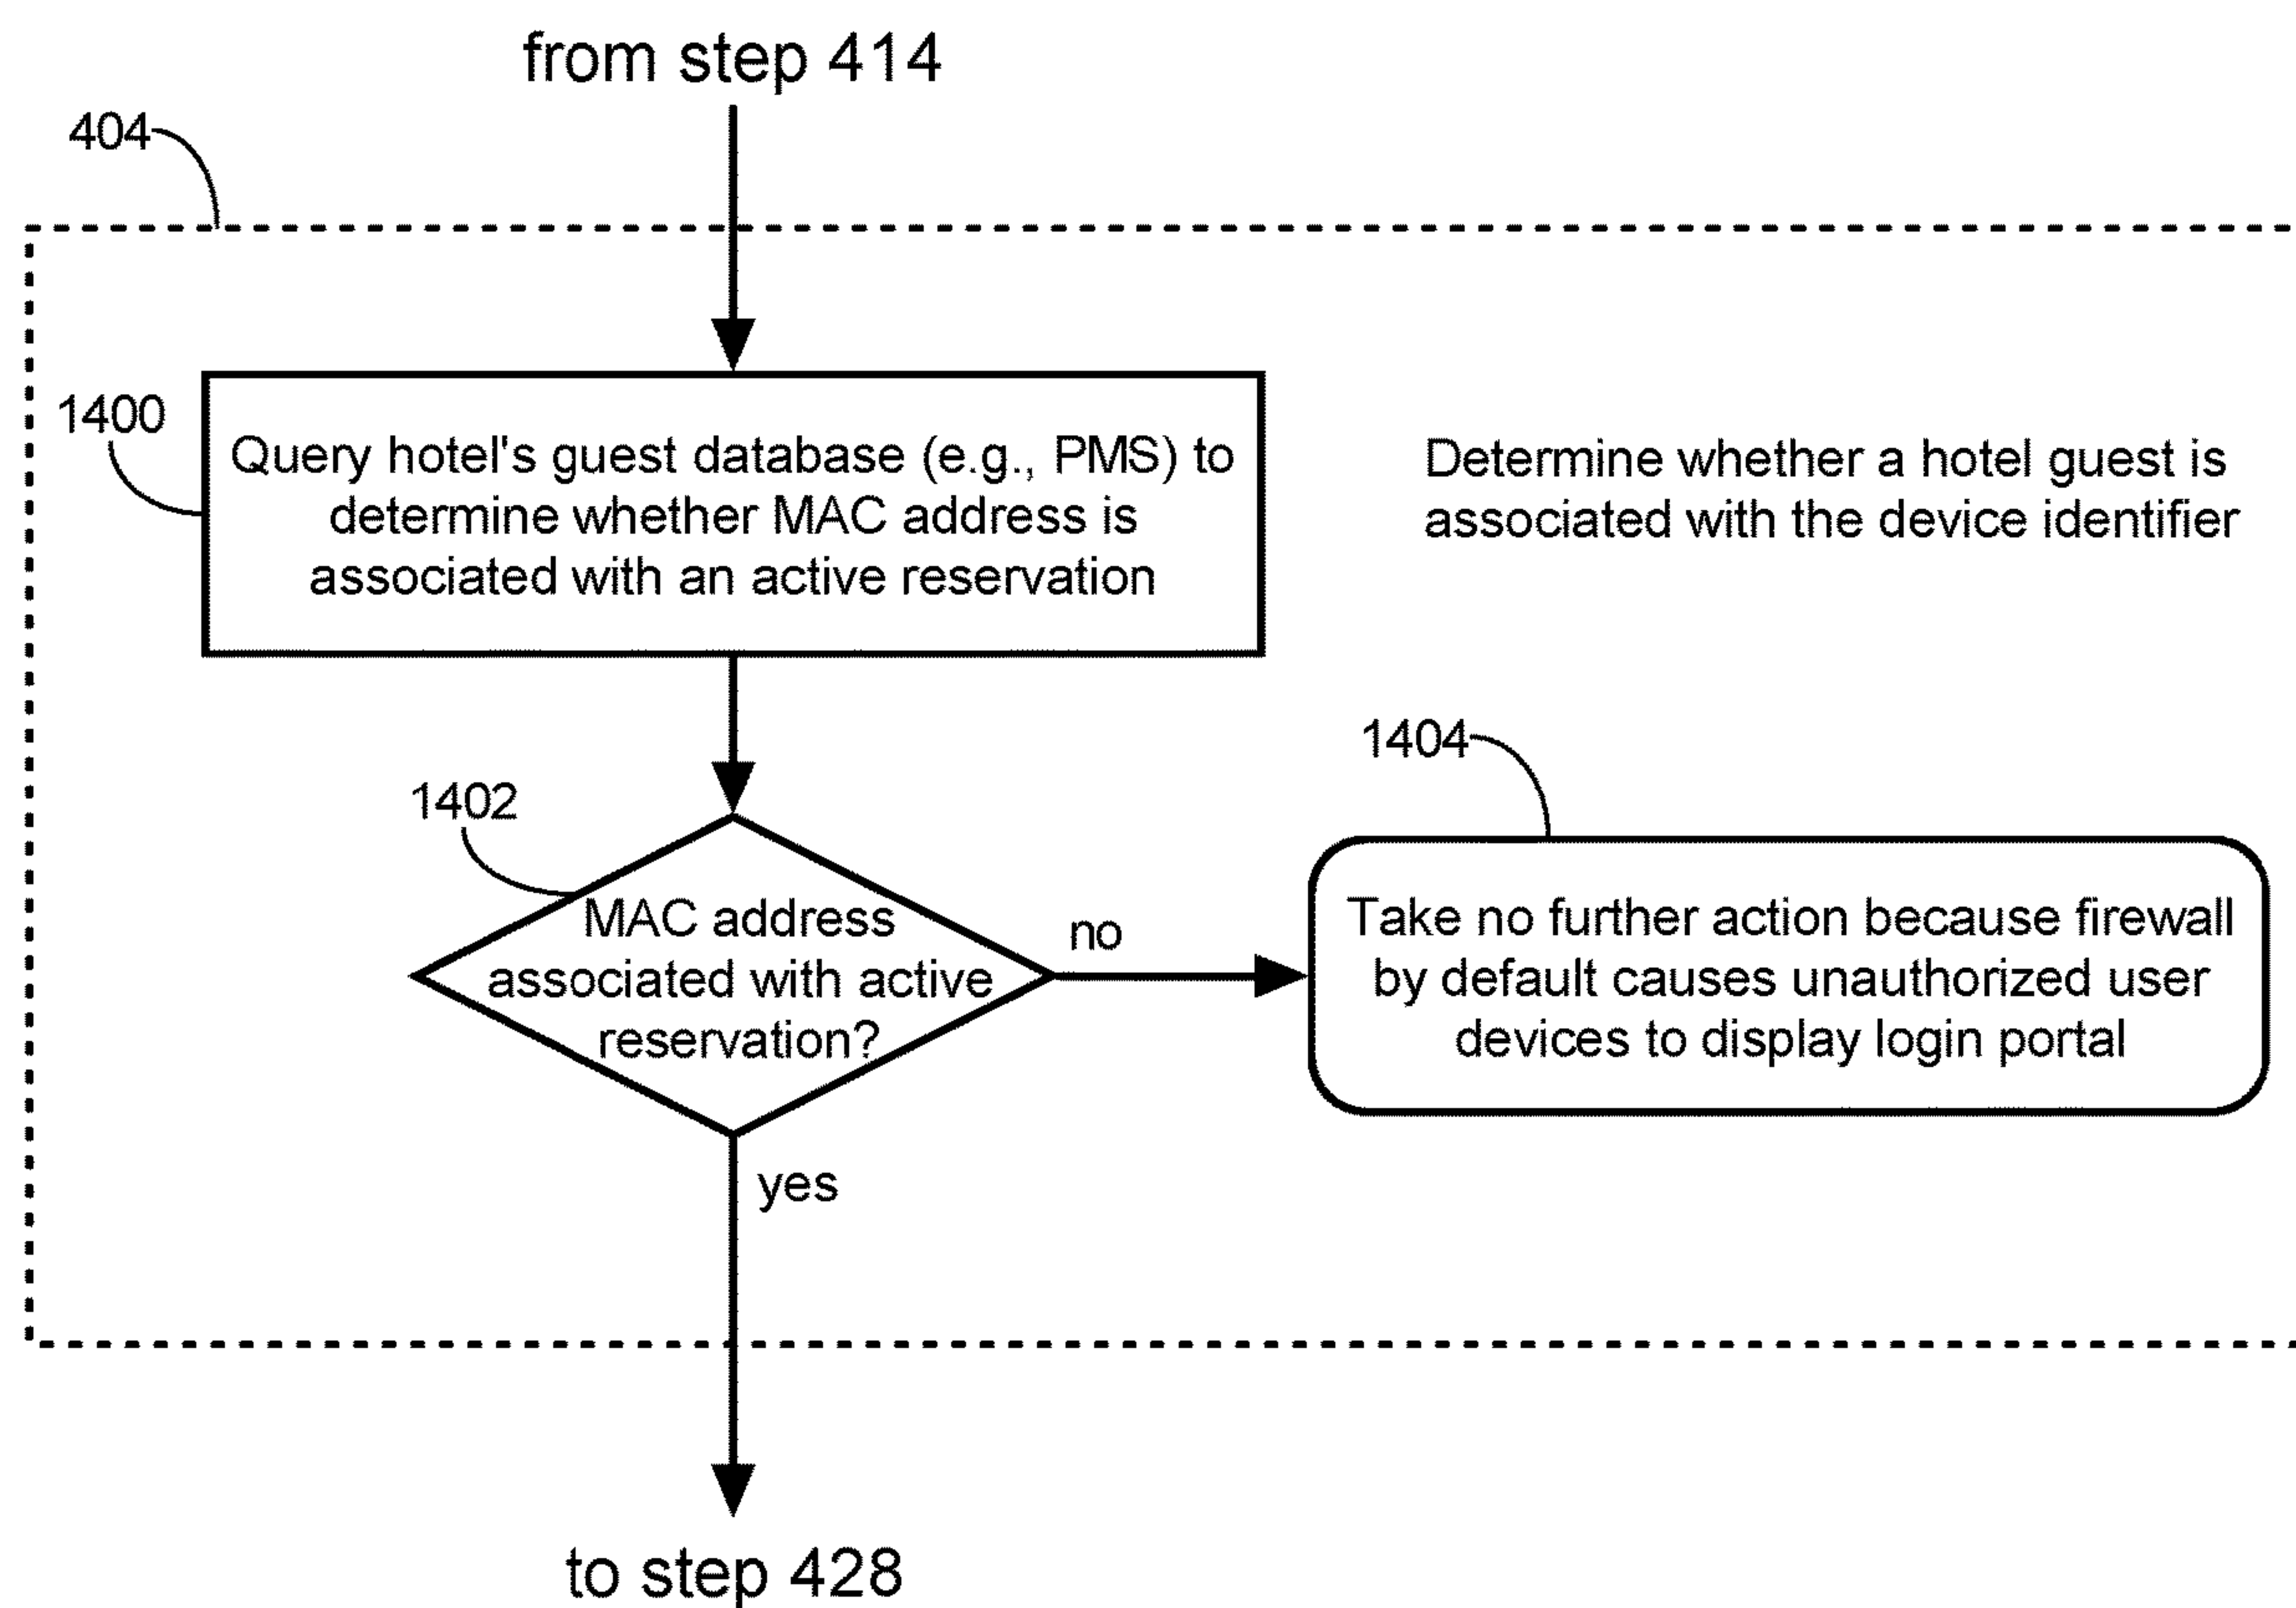 from step 414
404
1400
Query hotel's guest database (e.g., PMS) to
determine whether MAC address is
associated with an active reservation
Determine whether a hotel guest is
associated with the device identifier
1404
1402
MAC address
associated with active
reservation?
no
Take no further action because firewall
by default causes unauthorized user
devices to display login portal
yes
to step 428